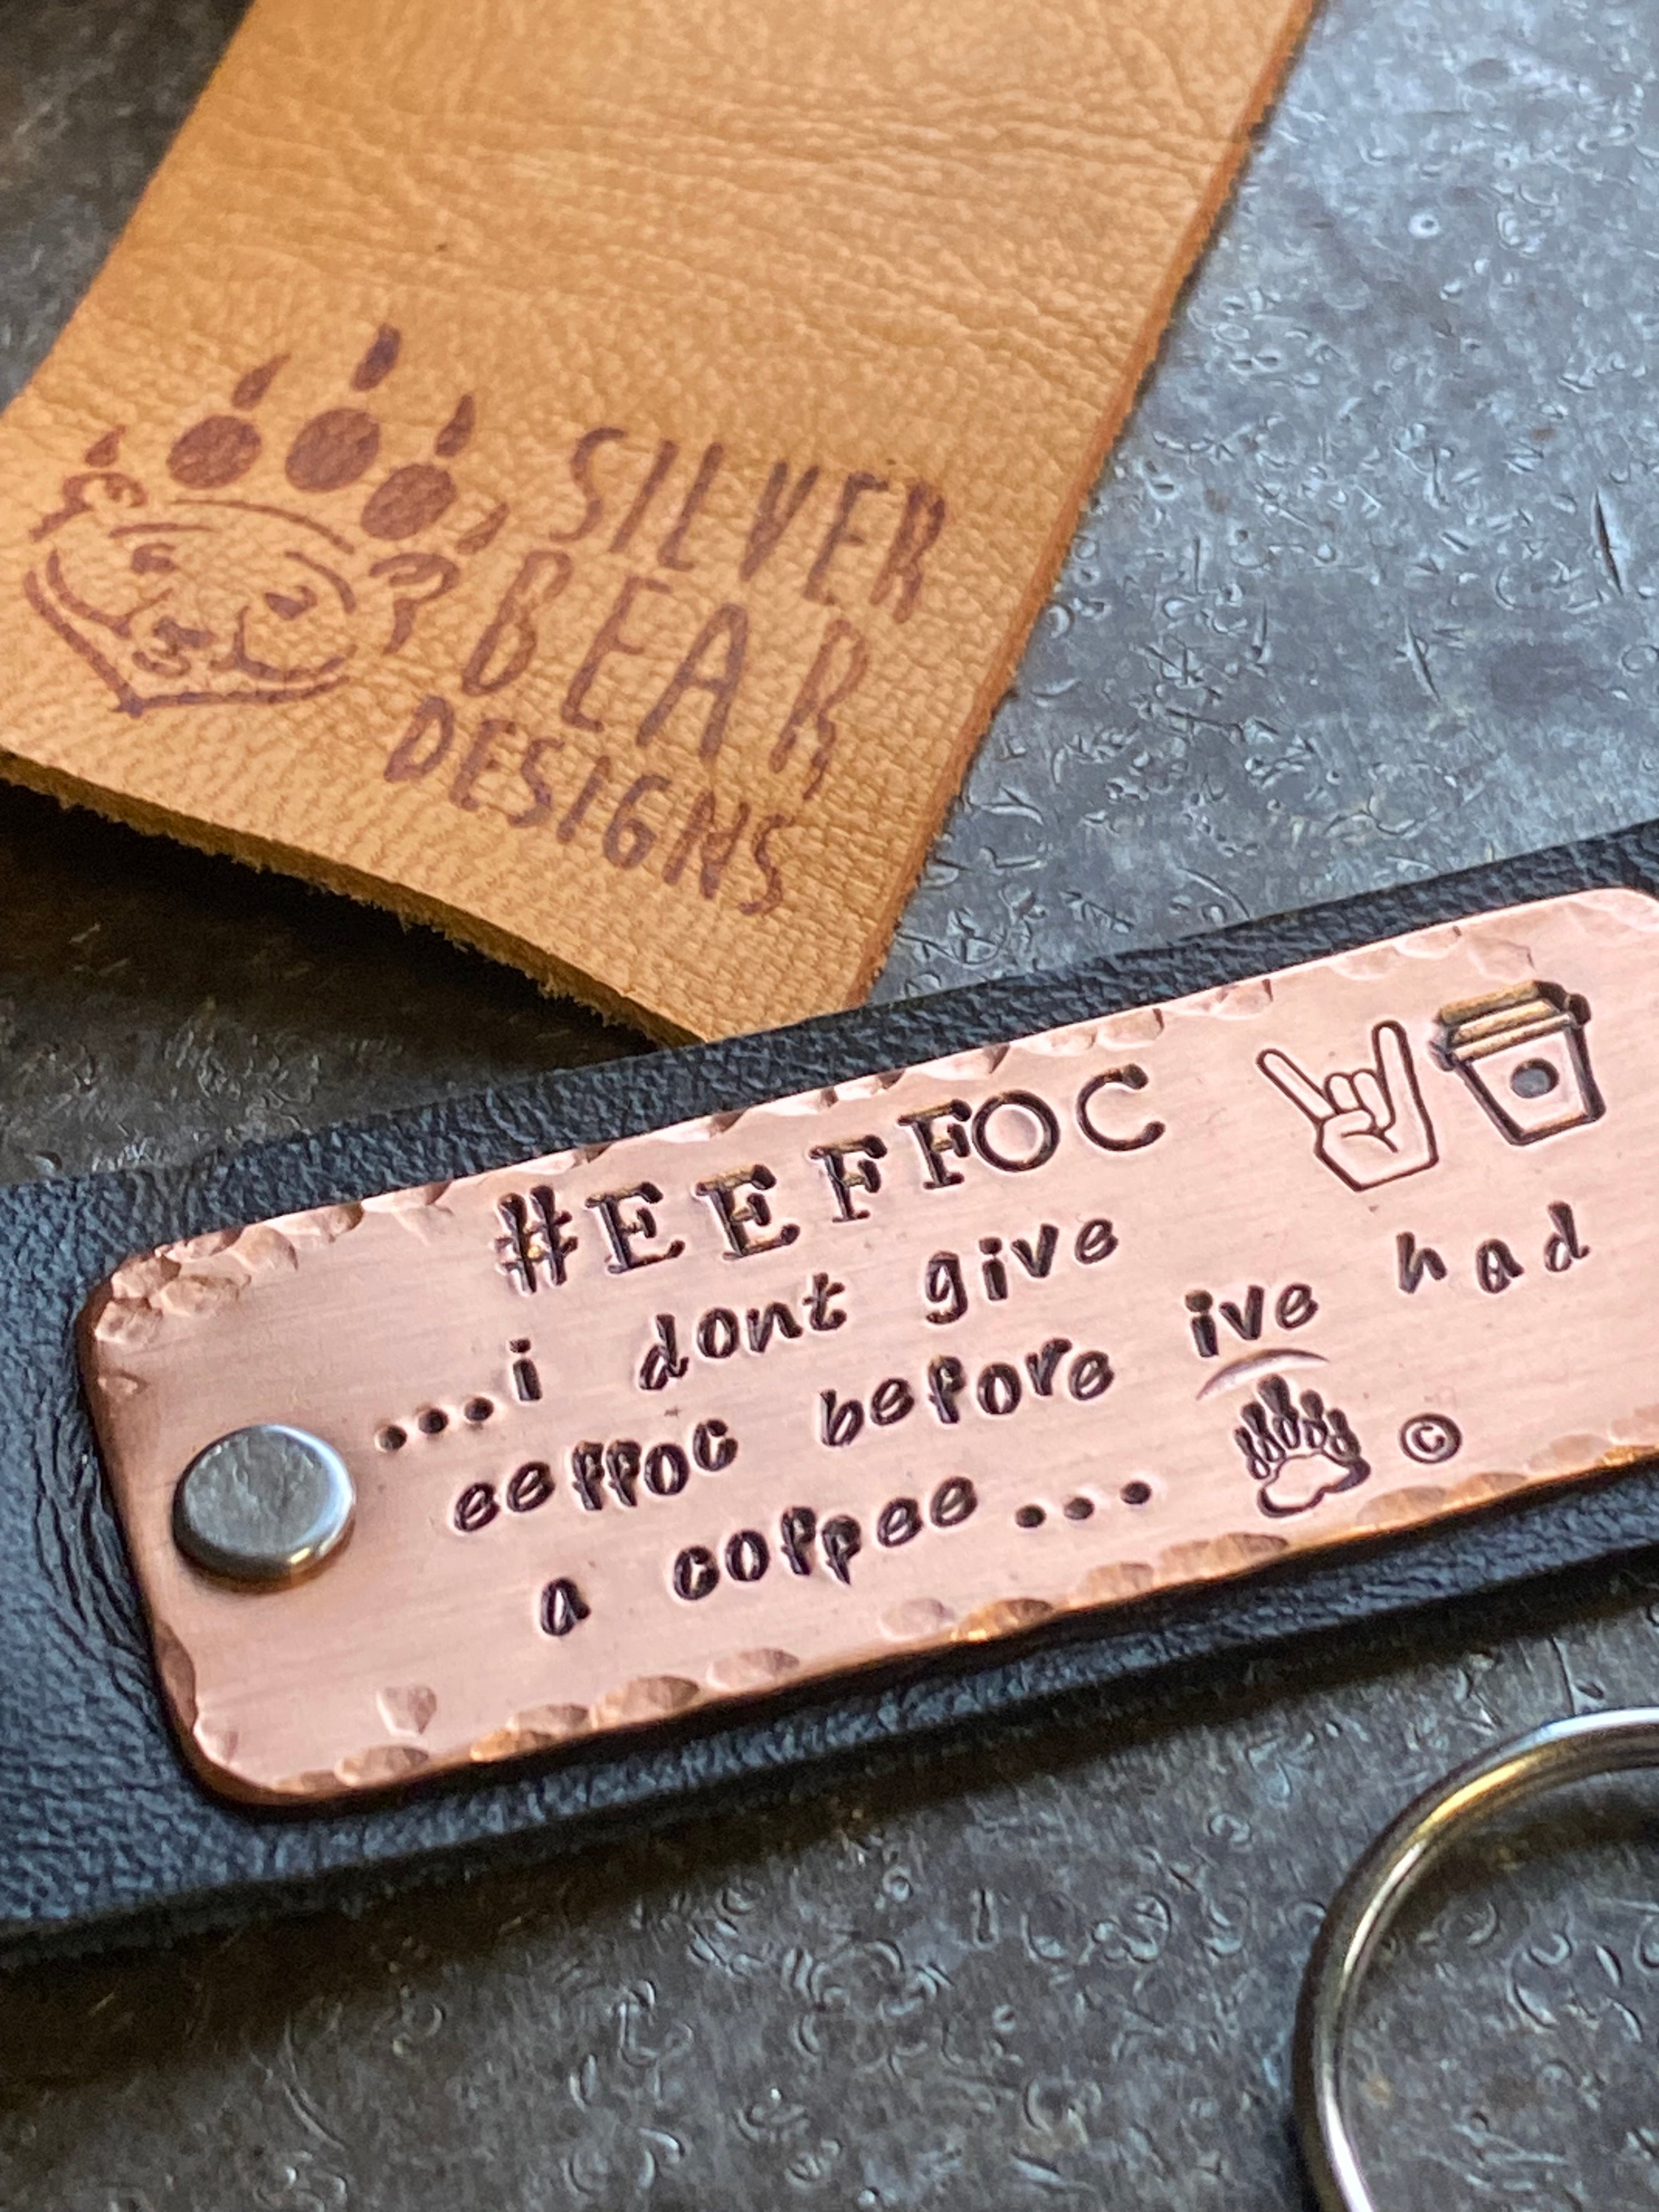 SILVER
BEAR
DESIGNS
#EEFFOC
...i dont give
eeffoc before ive had
a coffee... ©